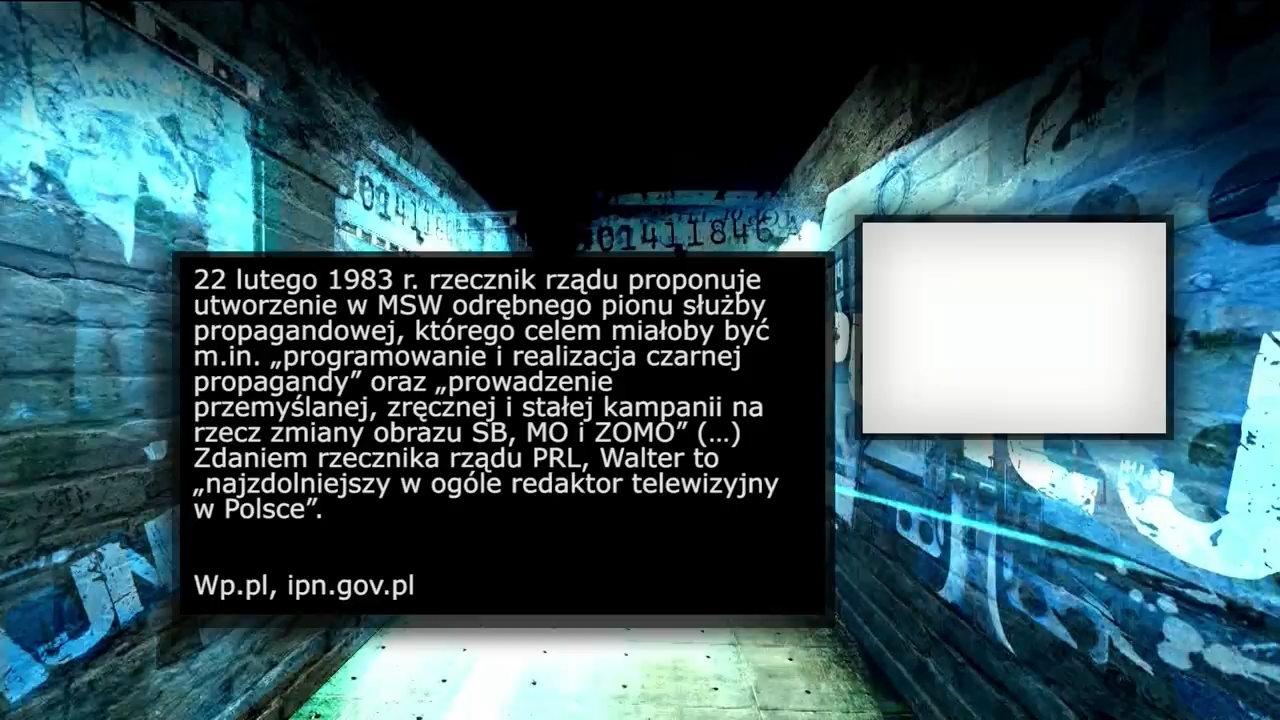 01411846
01411846
22 lutego 1983 r. rzecznik rządu proponuje
utworzenie w MSW odrębnego pionu służby
propagandowej, którego celem miałoby być
m.in. „programowanie i realizacja czarnej
propagandy” oraz „prowadzenie
przemyślanej, zręcznej i stałej kampanii na
rzecz zmiany obrazu SB, MO i ZOMO” (…)
Zdaniem rzecznika rządu PRL, Walter to
„najzdolniejszy w ogóle redaktor telewizyjny
w Polsce”.
Wp.pl, ipn.gov.pl